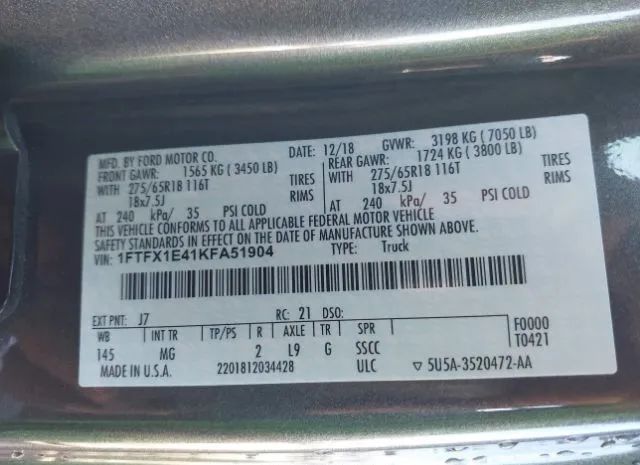 MFD. BY FORD MOTOR CO. DATE: 12/18 GVWR: 3198 KG ( 7050 LB)
FRONT GAWR: 1565 KG ( 3450 LB) REAR GAWR: 1724 KG ( 3800 LB)
WITH 275/65R18 116T TIRES WITH 275/65R18 116T TIRES
18x7.5J RIMS 18x7.5J RIMS
AT 240 kPa/ 35 PSI COLD AT 240 kPa/ 35 PSI COLD
THIS VEHICLE CONFORMS TO ALL APPLICABLE FEDERAL MOTOR VEHICLE
SAFETY STANDARDS IN EFFECT ON THE DATE OF MANUFACTURE SHOWN ABOVE.
VIN: 1FTFX1E41KFA51904 TYPE: Truck
EXT PNT: J7 RC: 21 DSO:
WB INT TR TP/PS R AXLE TR SPR F0000
145 MG 2 L9 G SSCC T0421
MADE IN U.S.A. 2201812034428 ULC ▽ 5U5A-3520472-AA